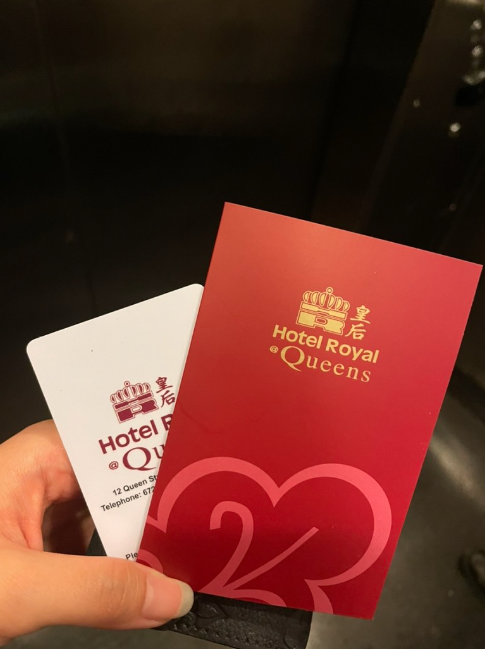 皇后
Hotel Royal
@Queens
皇后
Hotel
@
12 Queen
Telephone: